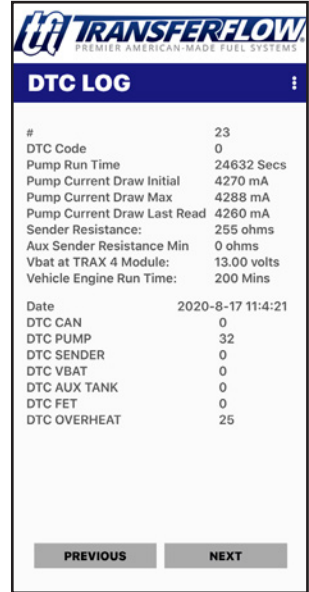 tfi TRANSFERFLOW
PREMIER AMERICAN-MADE FUEL SYSTEMS
DTC LOG
# 23
DTC Code 0
Pump Run Time 24632 Secs
Pump Current Draw Initial 4270 mA
Pump Current Draw Max 4288 mA
Pump Current Draw Last Read 4260 mA
Sender Resistance: 255 ohms
Aux Sender Resistance Min 0 ohms
Vbat at TRAX 4 Module: 13.00 volts
Vehicle Engine Run Time: 200 Mins
Date 2020-8-17 11:4:21
DTC CAN 0
DTC PUMP 32
DTC SENDER 0
DTC VBAT 0
DTC AUX TANK 0
DTC FET 0
DTC OVERHEAT 25
PREVIOUS NEXT